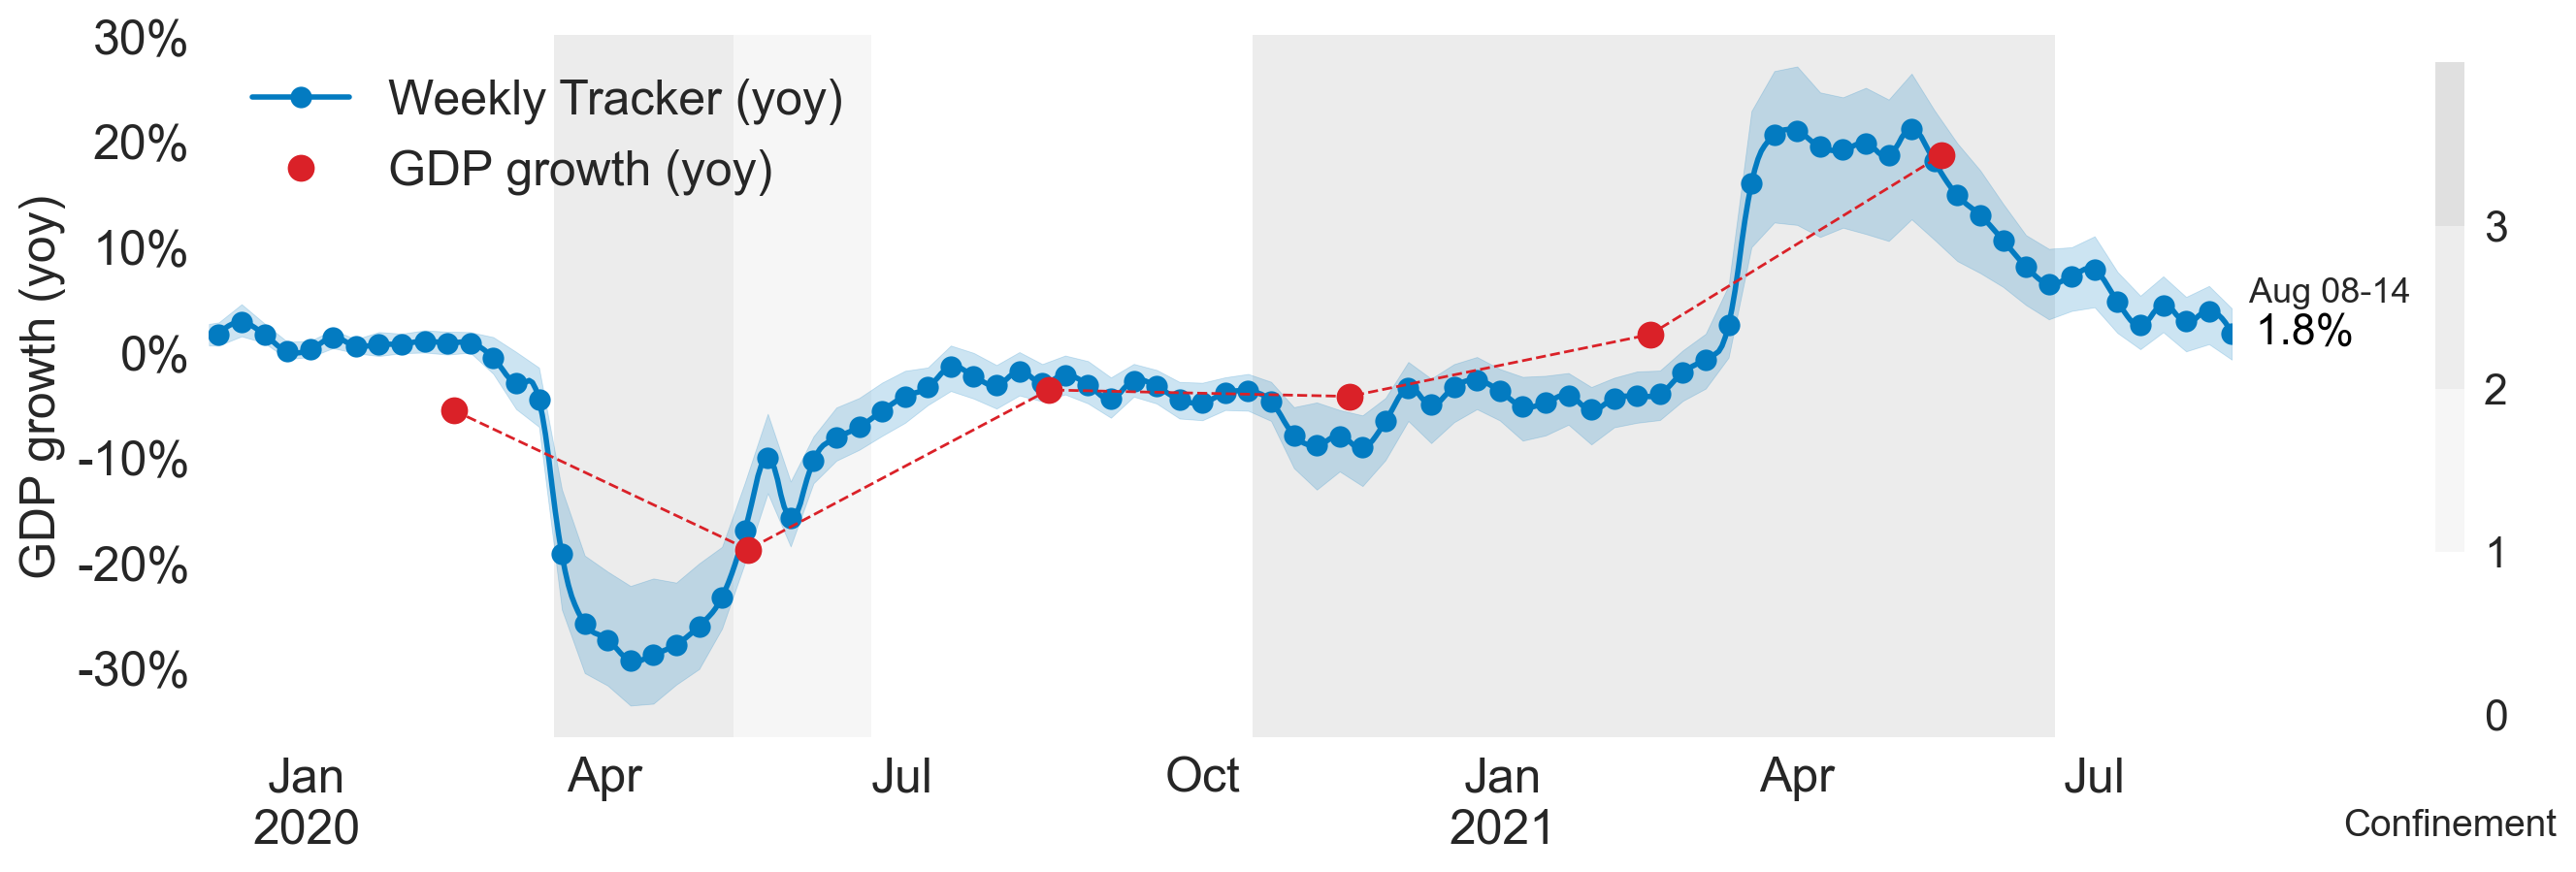 30%
20%
10%
0%
-10%
-20%
-30%
GDP growth (yoy)
Weekly Tracker (yoy)
GDP growth (yoy)
Aug 08-14
1.8%
3
2
1
0
Jan Apr Jul Oct Jan Apr Jul
2020 2021
Confinement